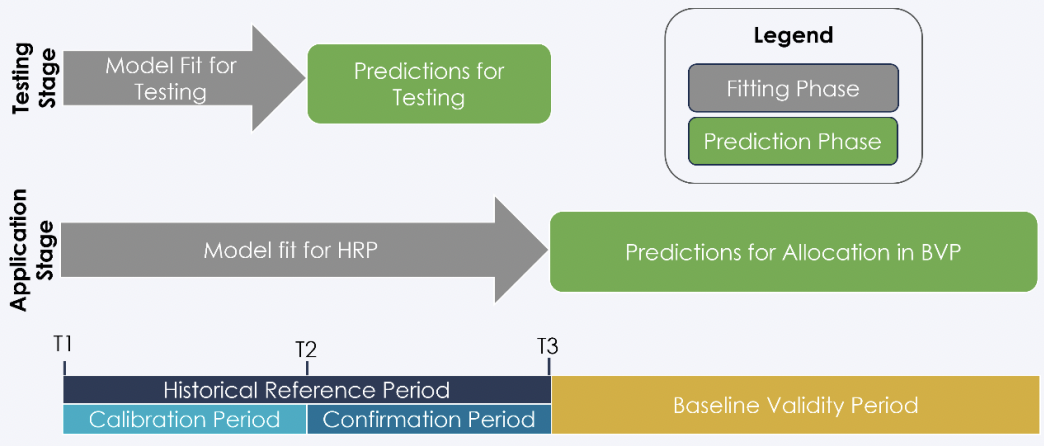 Testing
Stage
Model Fit for
Testing
Predictions for
Testing
Legend
Fitting Phase
Prediction Phase
Application
Stage
Model fit for HRP
Predictions for Allocation in BVP
T1
T2
T3
Historical Reference Period
Calibration Period
Confirmation Period
Baseline Validity Period